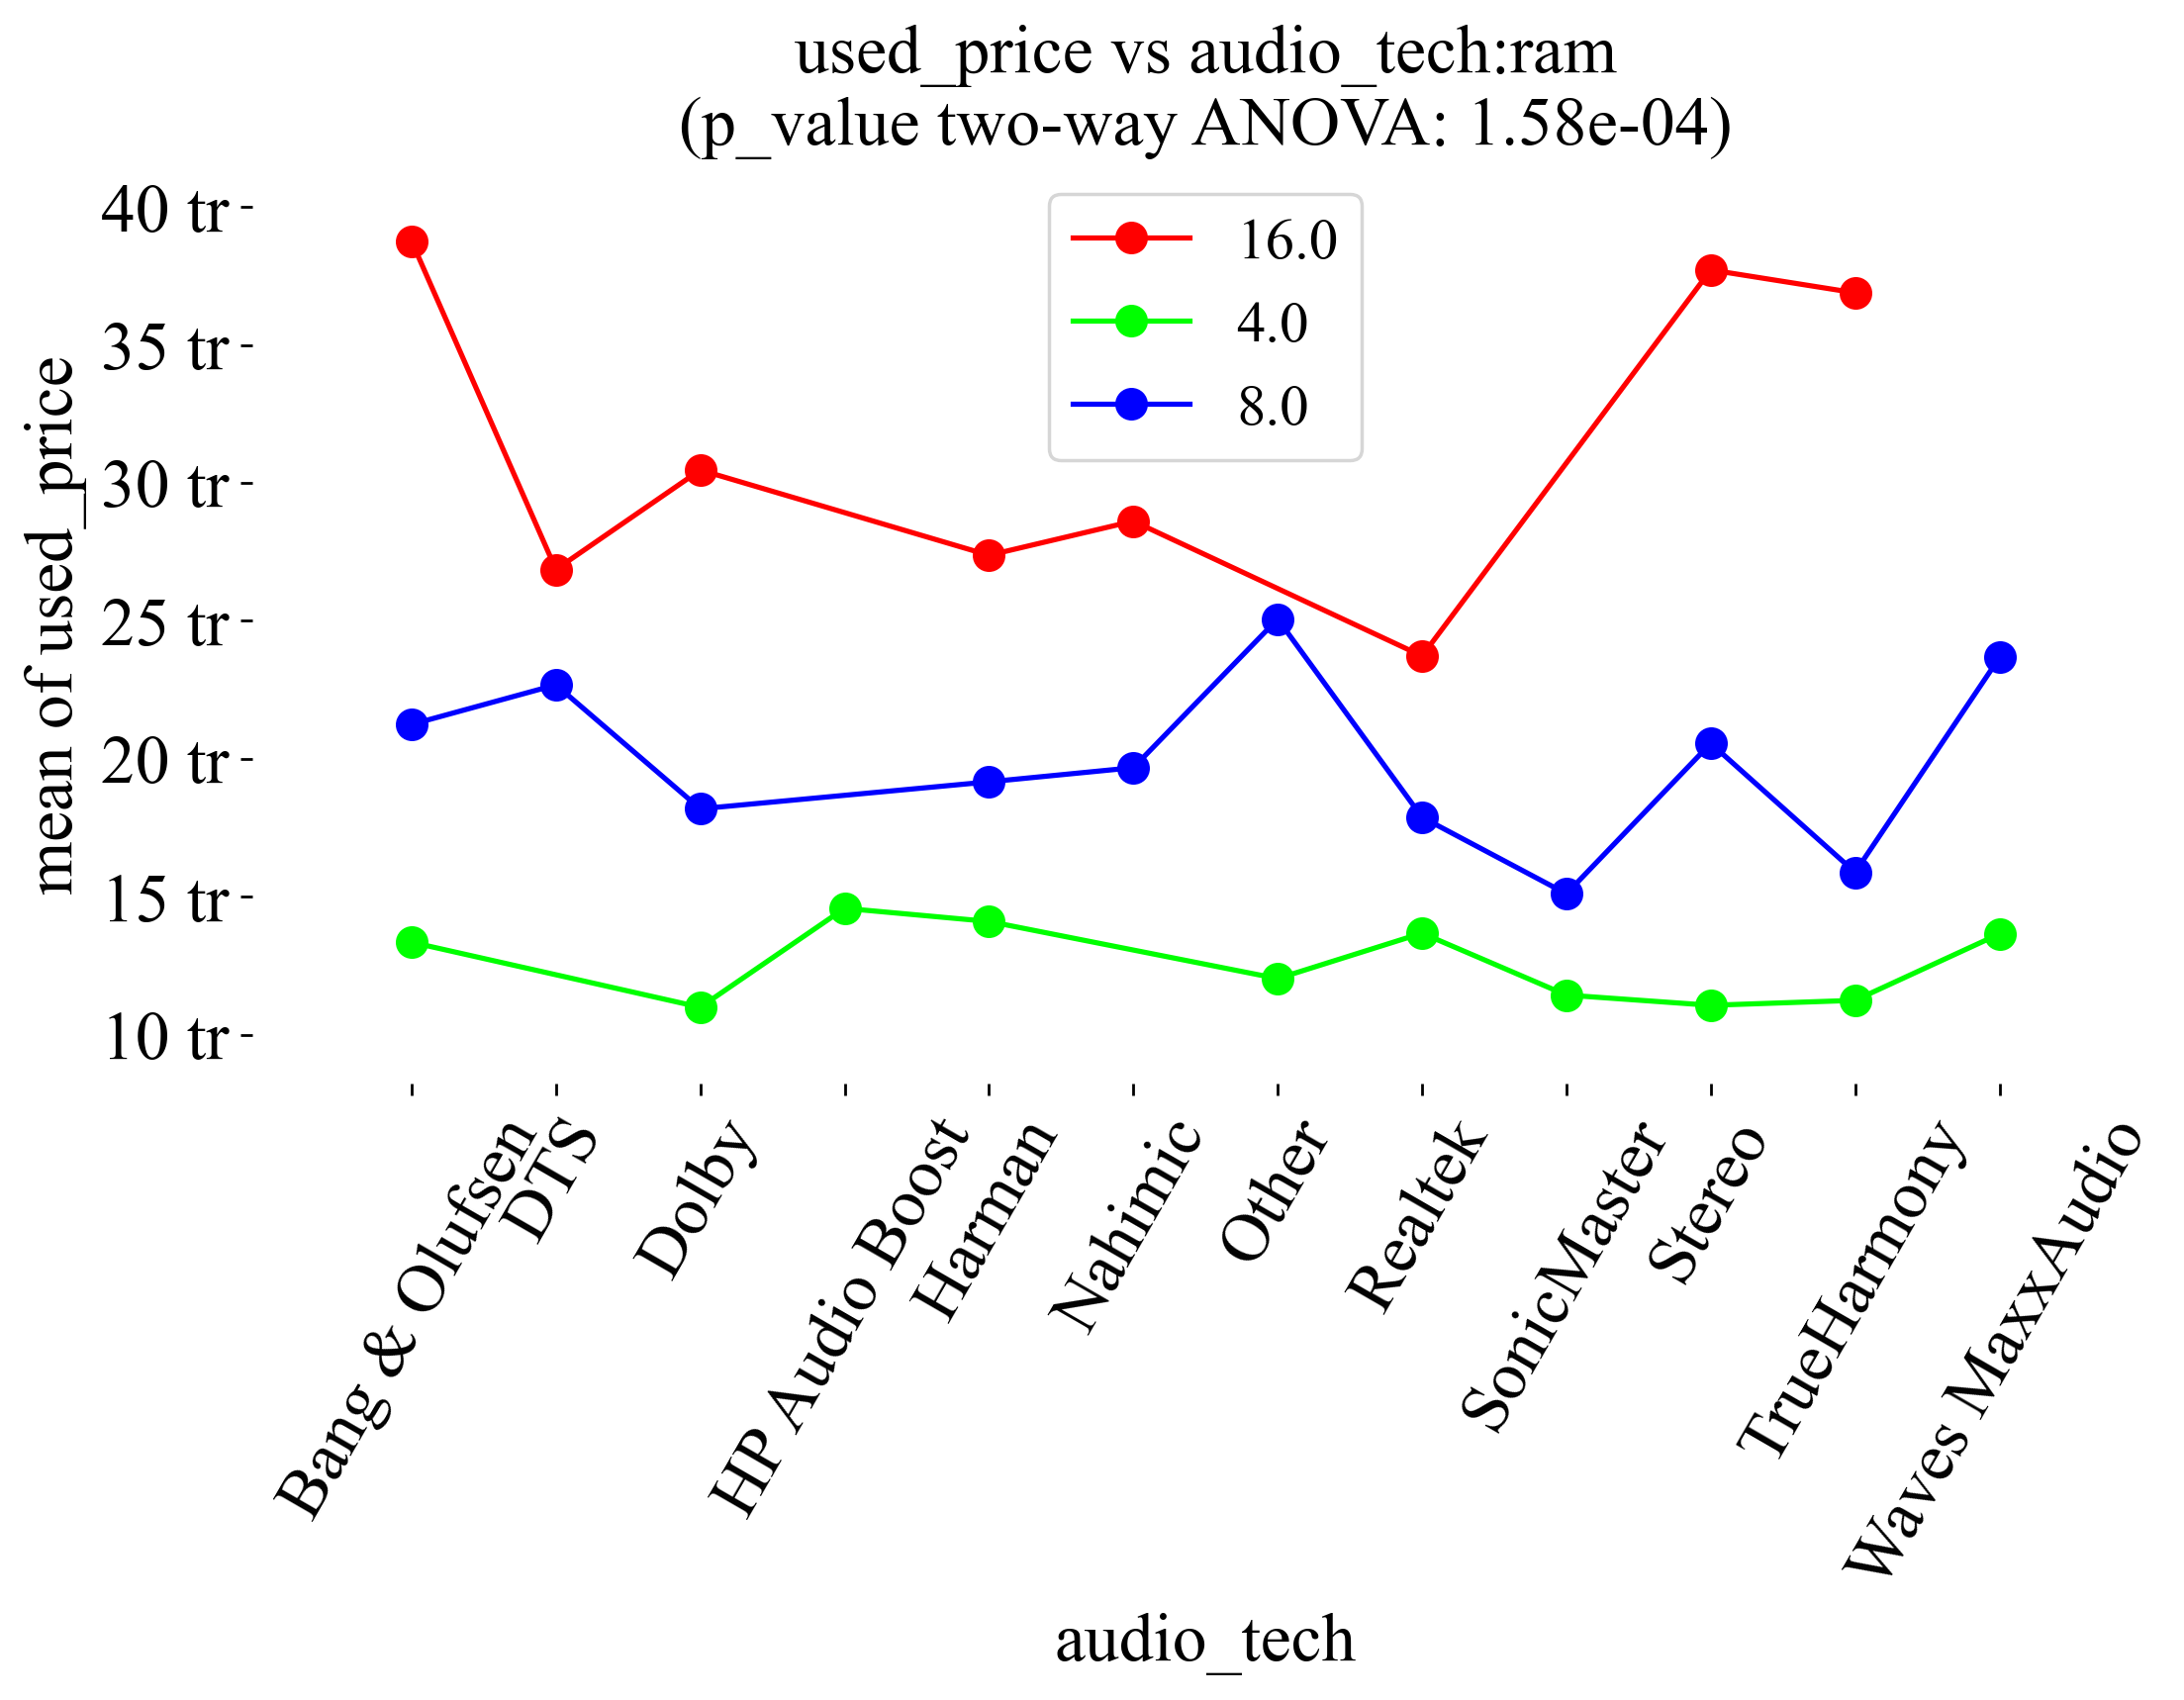 used_price vs audio_tech:ram
(p_value two-way ANOVA: 1.58e-04)
16.0
4.0
8.0
mean of used_price
40 tr
35 tr
30 tr
25 tr
20 tr
15 tr
10 tr
Bang & Olufsen
DTS
Dolby
HP Audio Boost
Harman
Nahimic
Other
Realtek
SonicMaster
Stereo
TrueHarmony
Waves MaxxAudio
audio_tech